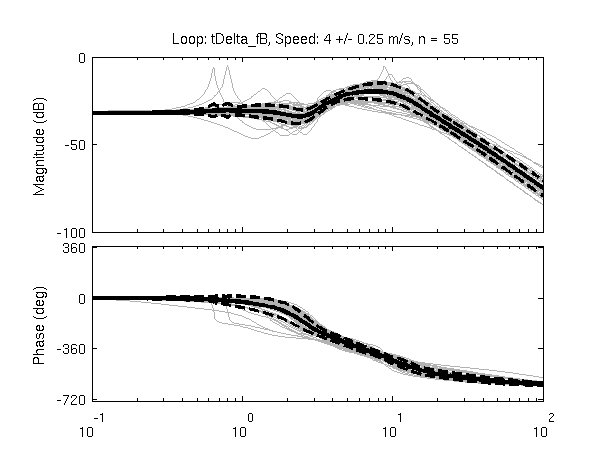 Loop: tDelta_fB, Speed: 4 +/- 0.25 m/s, n = 55
0
-50
-100
Magnitude (dB)
360
0
-360
-720
Phase (deg)
10^-1 10^0 10^1 10^2